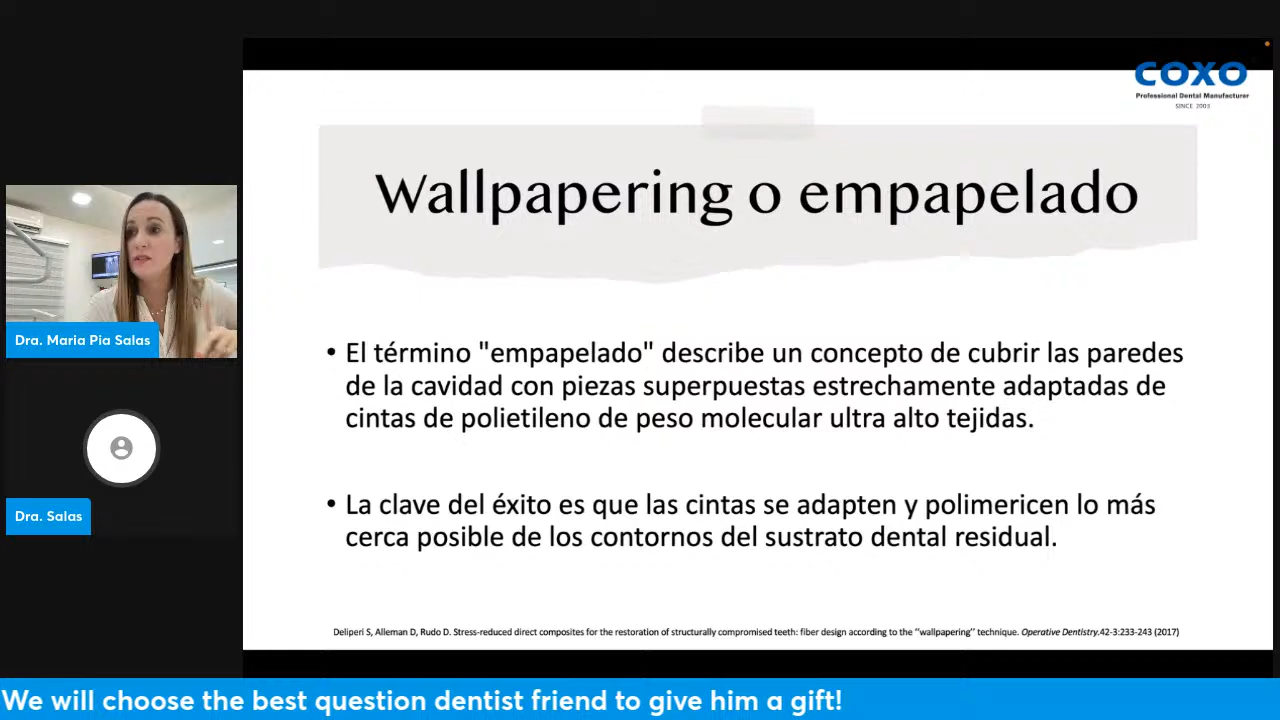 COXO
Professional Dental Manufacturer
SINCE 2003
Wallpapering o empapelado
Dra. Maria Pia Salas
Dra. Salas
• El término "empapelado" describe un concepto de cubrir las paredes
de la cavidad con piezas superpuestas estrechamente adaptadas de
cintas de polietileno de peso molecular ultra alto tejidas.
• La clave del éxito es que las cintas se adapten y polimericen lo más
cerca posible de los contornos del sustrato dental residual.
Deliperi S, Alleman D, Rudo D. Stress-reduced direct composites for the restoration of structurally compromised teeth: fiber design according to the “wallpapering” technique. Operative Dentistry.42-3:233-243 (2017)
We will choose the best question dentist friend to give him a gift!